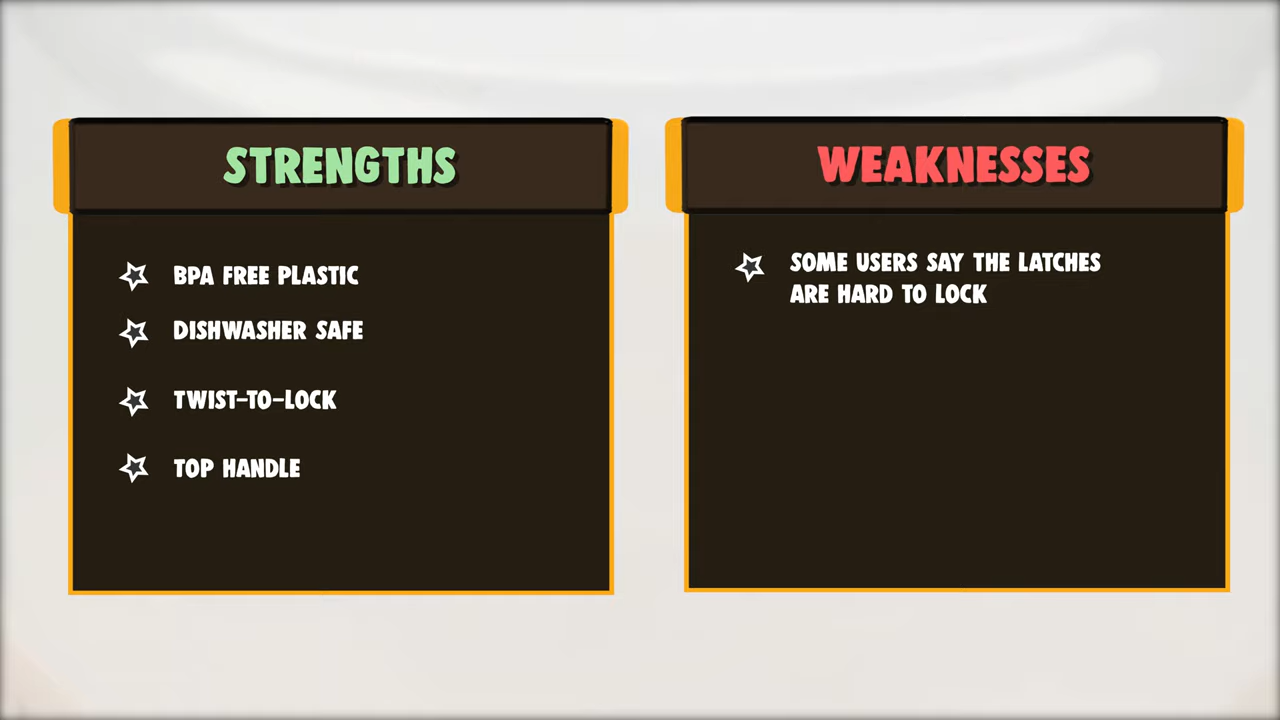 STRENGTHS
BPA FREE PLASTIC
DISHWASHER SAFE
TWIST-TO-LOCK
TOP HANDLE
WEAKNESSES
SOME USERS SAY THE LATCHES
ARE HARD TO LOCK